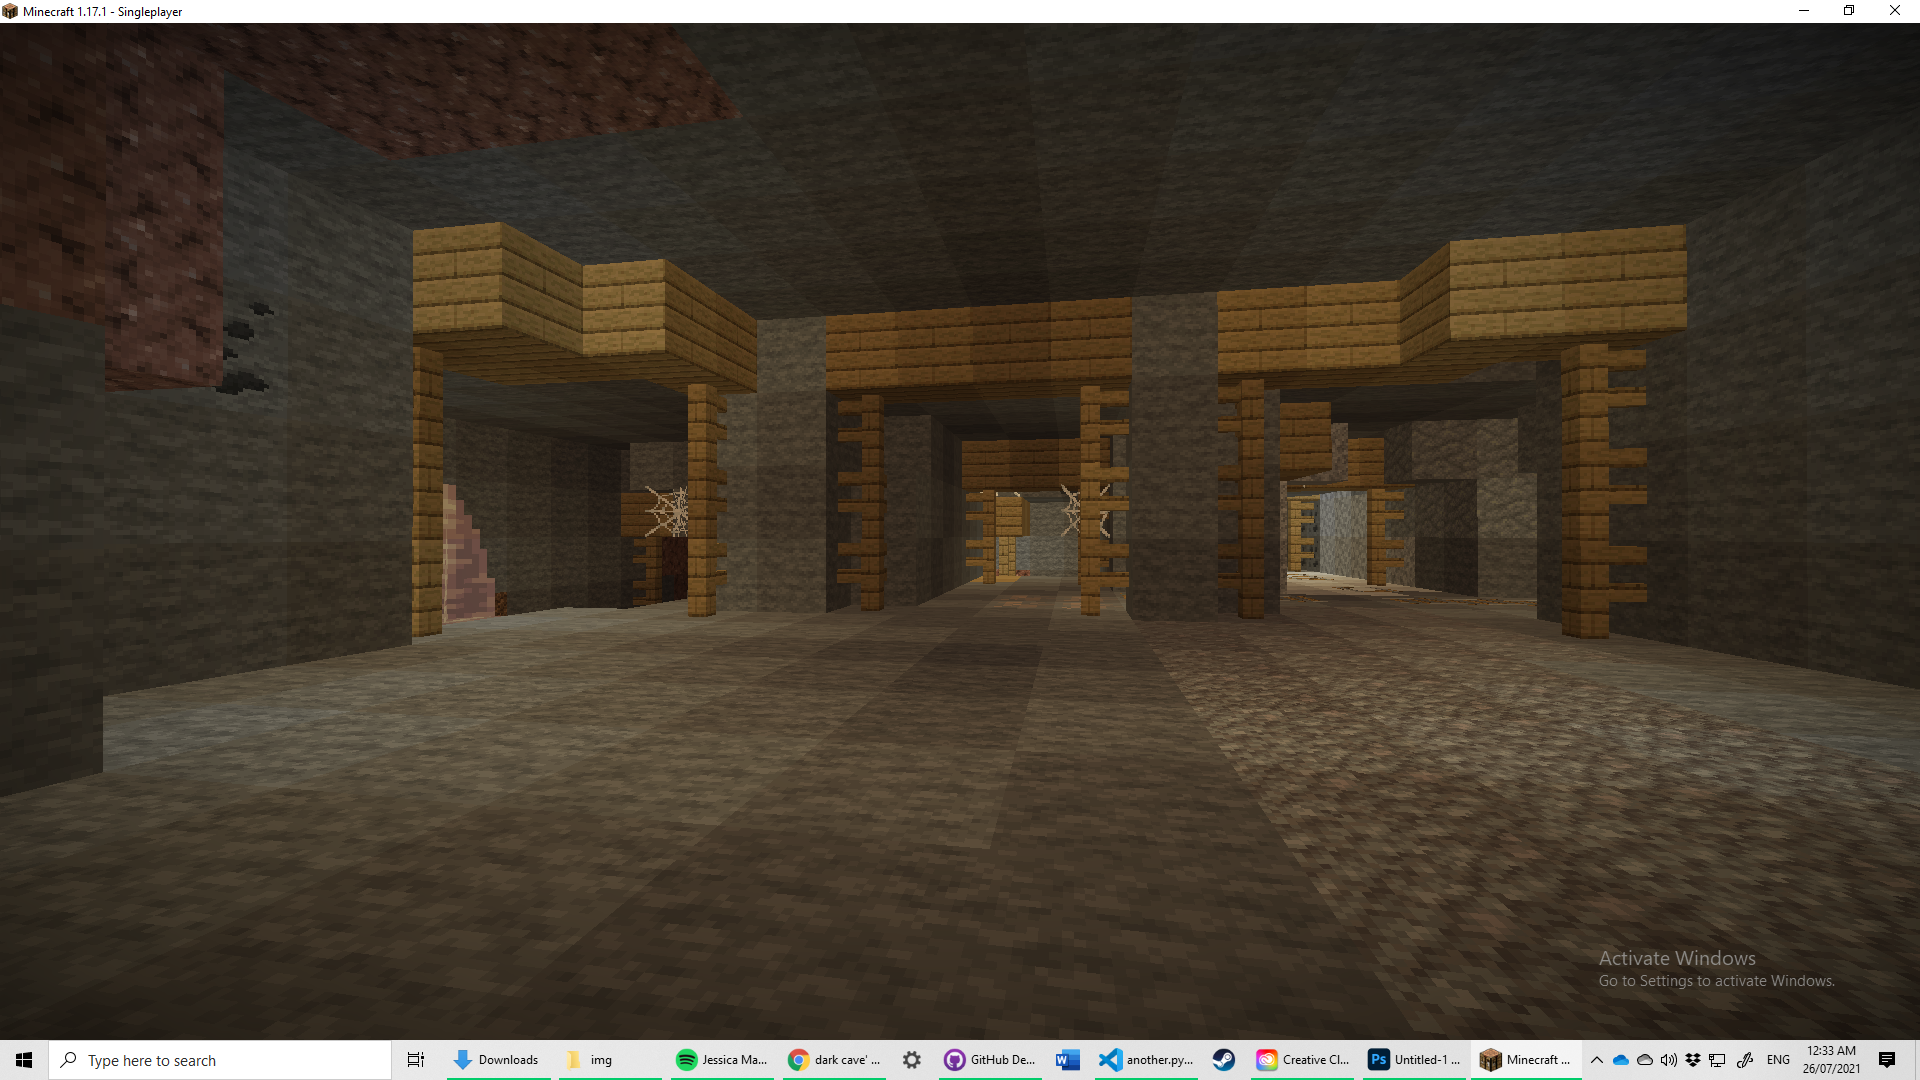 Minecraft 1.17.1 - Singleplayer
Activate Windows
Go to Settings to activate Windows.
Type here to search
Downloads
img
Jessica Ma...
dark cave' ...
GitHub De...
another.py...
Creative Cl...
Ps
Untitled-1 ...
Minecraft ...
ENG
12:33 AM
26/07/2021